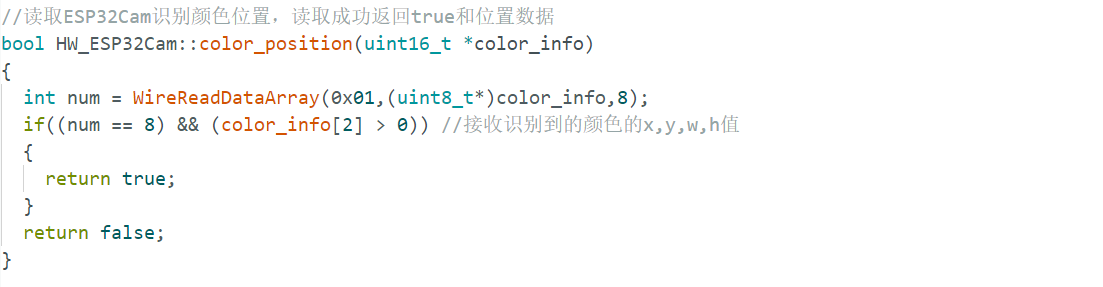 //读取ESP32Cam识别颜色位置，读取成功返回true和位置数据
bool HW_ESP32Cam::color_position(uint16_t *color_info)
{
  int num = WireReadDataArray(0x01,(uint8_t*)color_info,8);
  if((num == 8) && (color_info[2] > 0)) //接收识别到的颜色的x,y,w,h值
  {
    return true;
  }
  return false;
}